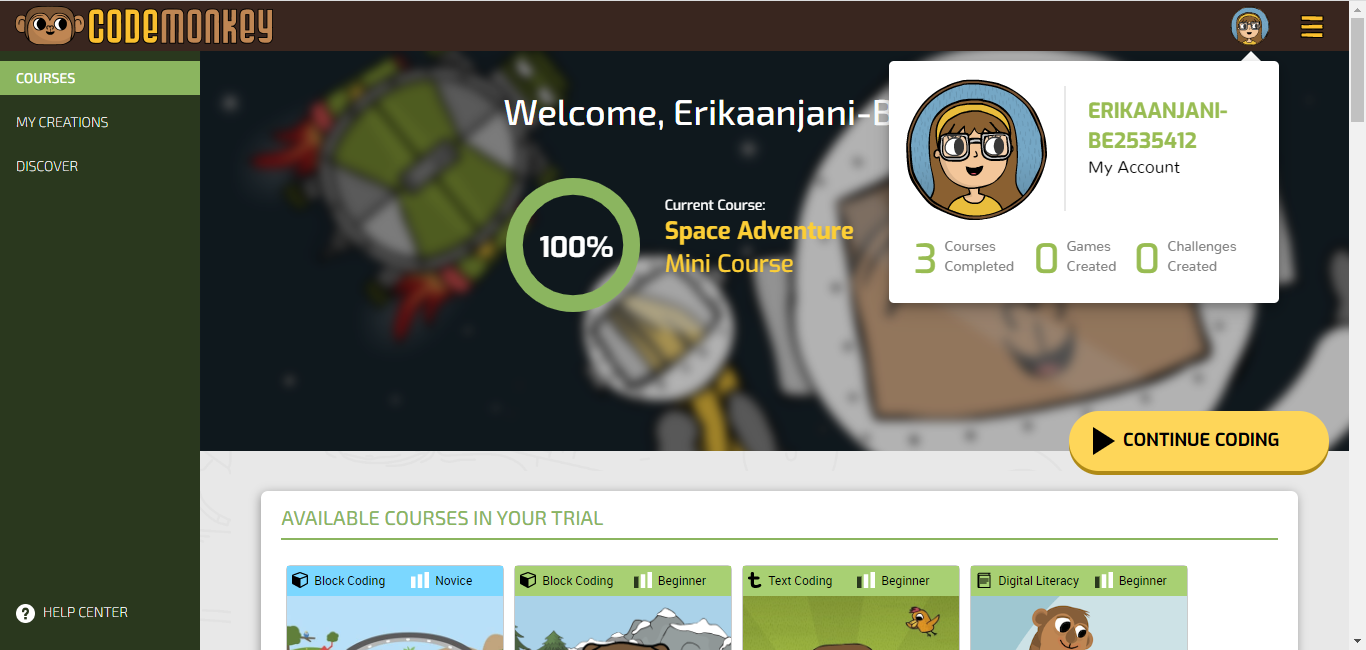 CODEMONKEY
COURSES
MY CREATIONS
DISCOVER
HELP CENTER
Welcome, Erikaanjani-B
100%
Current Course:
Space Adventure
Mini Course
ERIKAANJANI-
BE2535412
My Account
3 Courses
Completed
0 Games
Created
0 Challenges
Created
CONTINUE CODING
AVAILABLE COURSES IN YOUR TRIAL
Block Coding Novice
Block Coding Beginner
Text Coding Beginner
Digital Literacy Beginner